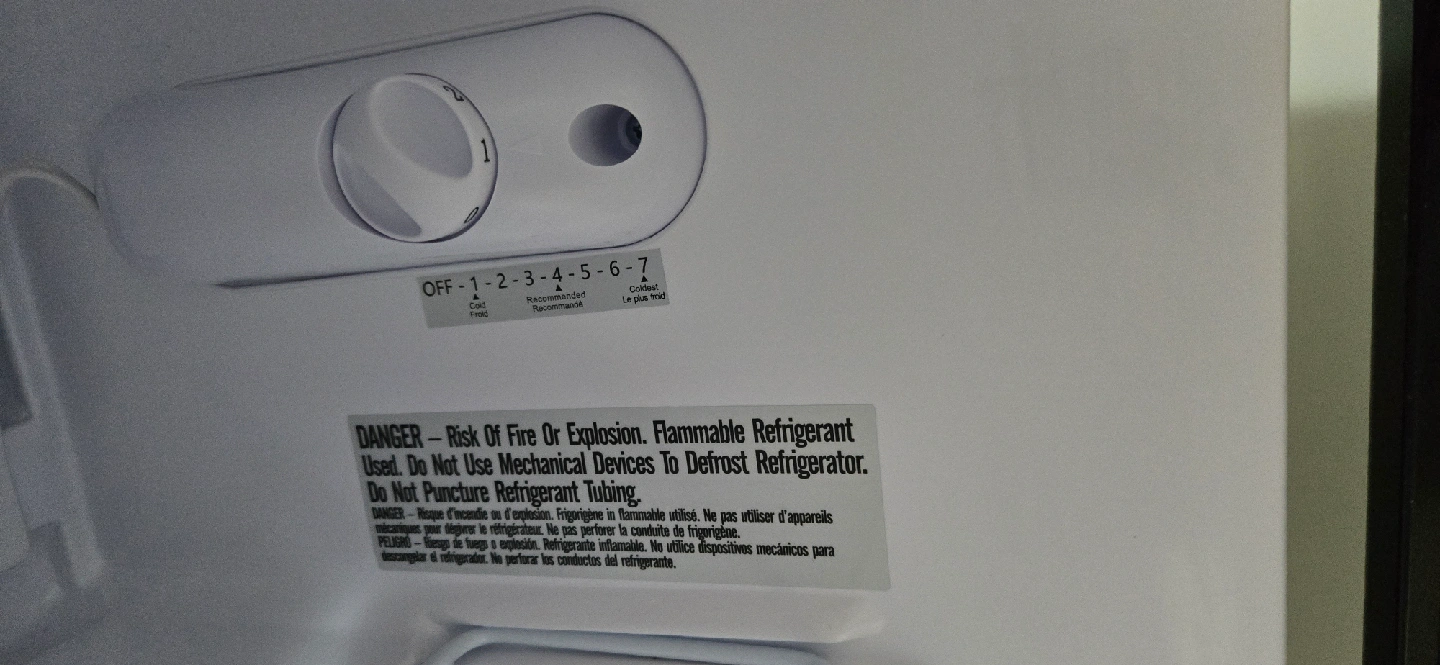 2
1
0
OFF - 1 - 2 - 3 - 4 - 5 - 6 - 7
Cold Recommanded Coldest
Froid Recommandé Le plus froid
DANGER – Risk Of Fire Or Explosion. Flammable Refrigerant
Used. Do Not Use Mechanical Devices To Defrost Refrigerator.
Do Not Puncture Refrigerant Tubing.
DANGER – Risque d'incendie ou d'explosion. Frigorigène in flammable utilisé. Ne pas utiliser d'appareils
mécaniques pour dégivrer le réfrigérateur. Ne pas perforer la conduite de frigorigène.
PELIGRO – Riesgo de fuego o explosión. Refrigerante inflamable. No utilice dispositivos mecánicos para
descongelar el refrigerador. No perforar los conductos del refrigerante.